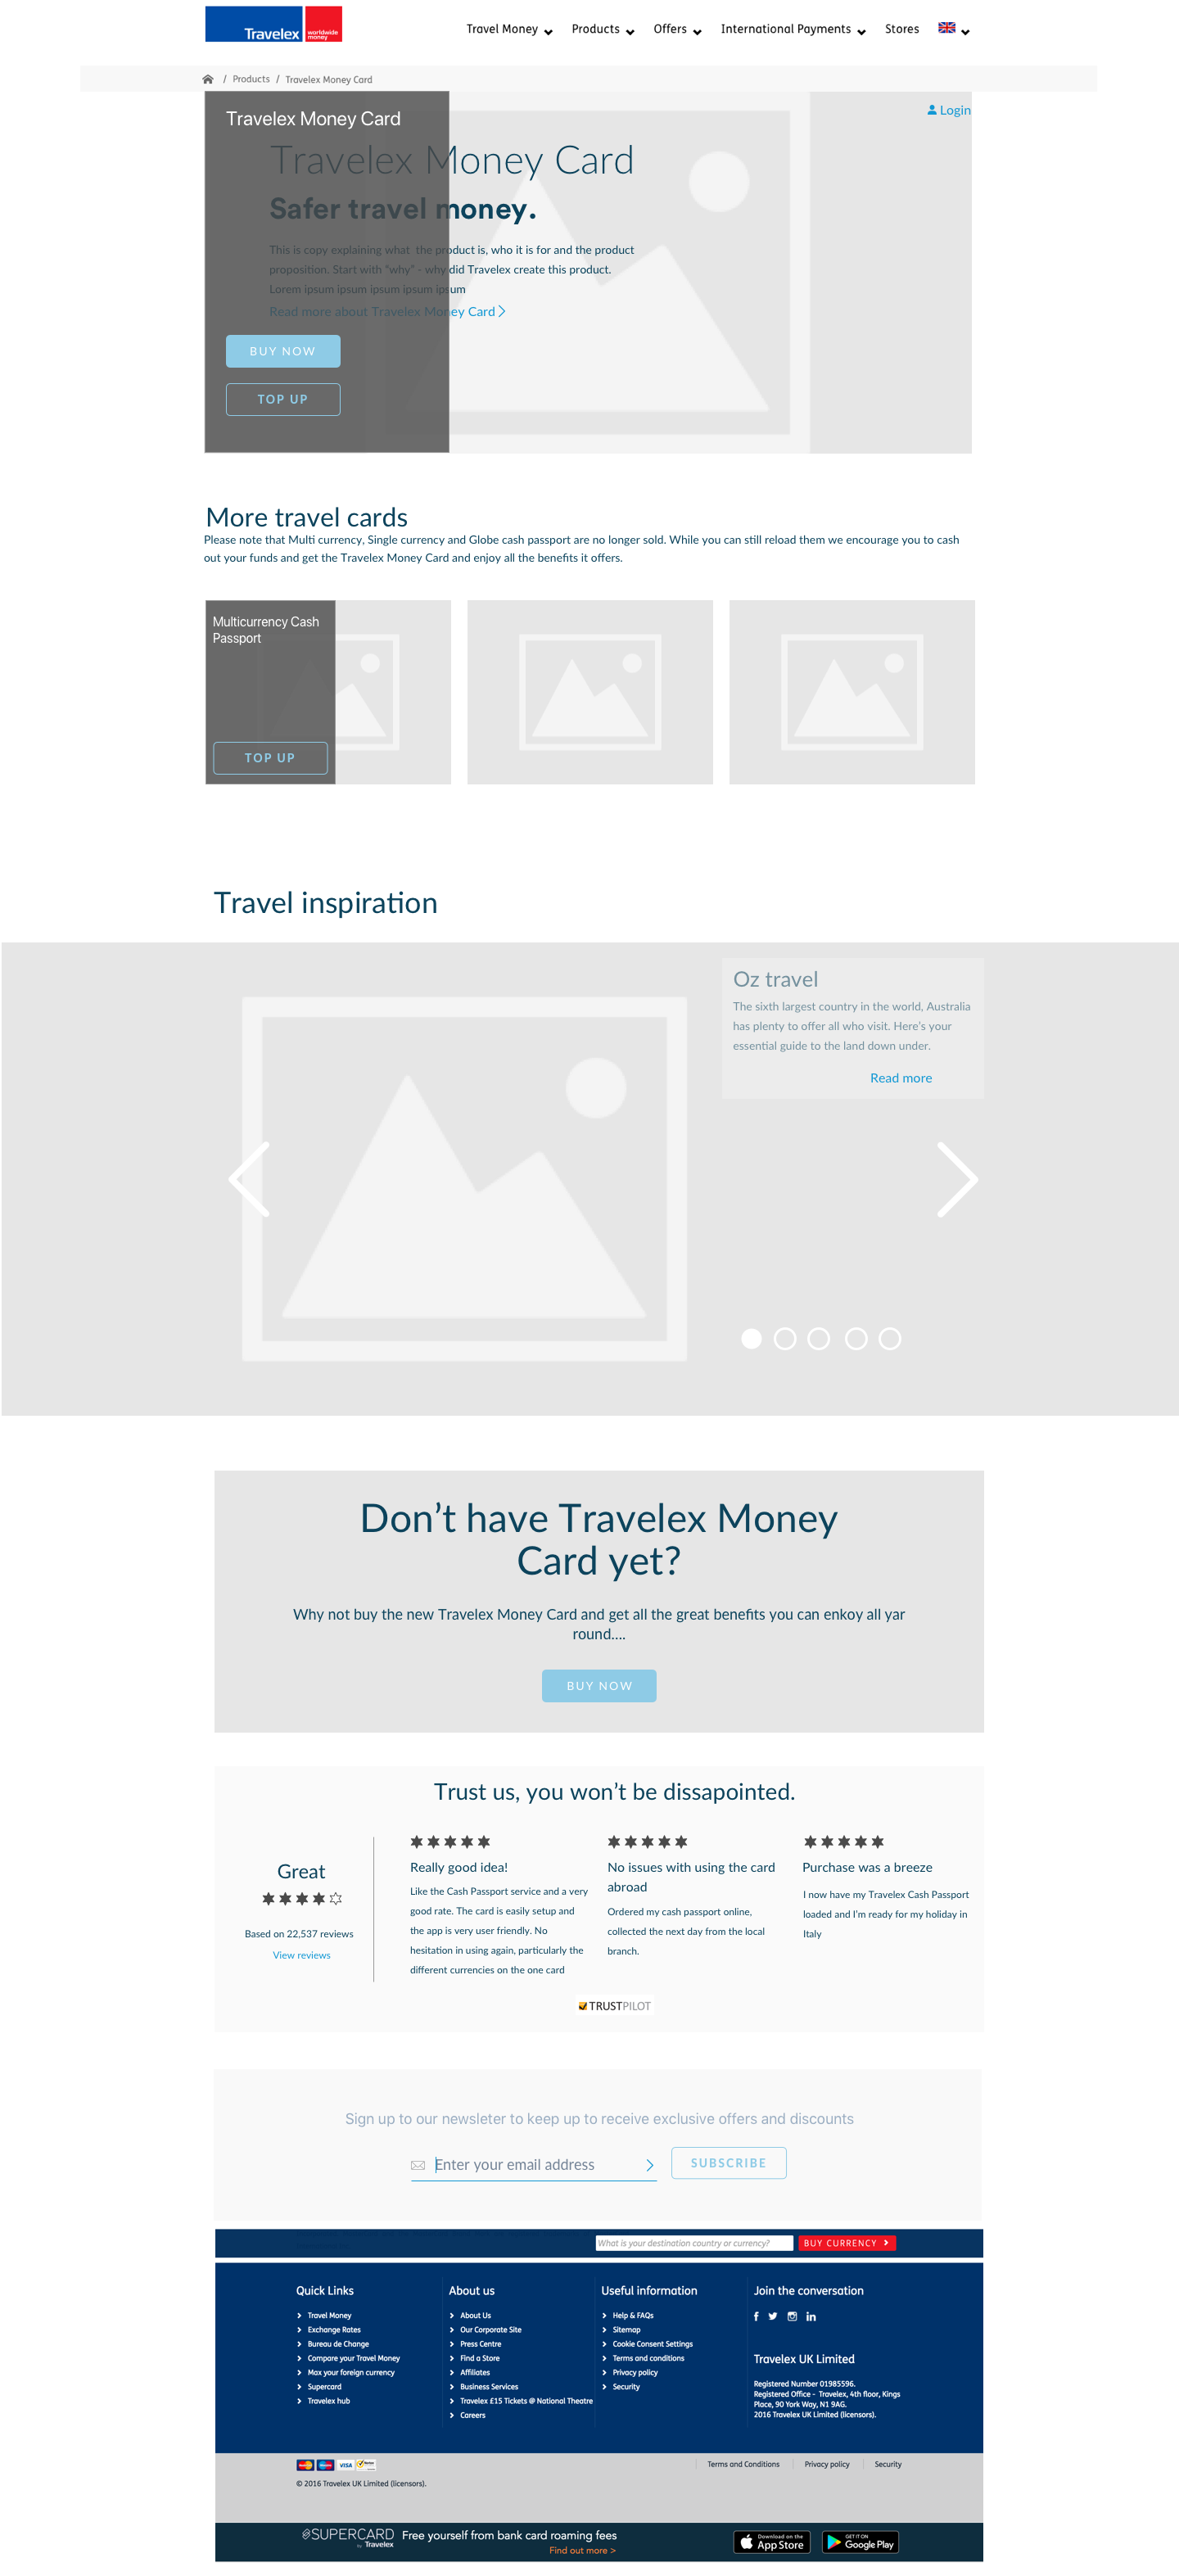 Travelex
worldwide
money
Travel Money
Products
Offers
International Payments
Stores
/ Products / Travelex Money Card
Travelex Money Card
Login
Travelex Money Card
Safer travel money.
This is copy explaining what the product is, who it is for and the product
proposition. Start with “why” - why did Travelex create this product.
Lorem ipsum ipsum ipsum ipsum ipsum
Read more about Travelex Money Card
BUY NOW
TOP UP
More travel cards
Please note that Multi currency, Single currency and Globe cash passport are no longer sold. While you can still reload them we encourage you to cash
out your funds and get the Travelex Money Card and enjoy all the benefits it offers.
Multicurrency Cash
Passport
TOP UP
Travel inspiration
Oz travel
The sixth largest country in the world, Australia
has plenty to offer all who visit. Here’s your
essential guide to the land down under.
Read more
Don’t have Travelex Money
Card yet?
Why not buy the new Travelex Money Card and get all the great benefits you can enkoy all yar
round....
BUY NOW
Trust us, you won’t be dissapointed.
Great
Based on 22,537 reviews
View reviews
Really good idea!
Like the Cash Passport service and a very
good rate. The card is easily setup and
the app is very user friendly. No
hesitation in using again, particularly the
different currencies on the one card
No issues with using the card
abroad
Ordered my cash passport online,
collected the next day from the local
branch.
Purchase was a breeze
I now have my Travelex Cash Passport
loaded and I’m ready for my holiday in
Italy
TRUSTPILOT
Sign up to our newsleter to keep up to receive exclusive offers and discounts
Enter your email address
SUBSCRIBE
What is your destination country or currency?
BUY CURRENCY
Quick Links
Travel Money
Exchange Rates
Bureau de Change
Compare your Travel Money
Max your foreign currency
Supercard
Travelex hub
About us
About Us
Our Corporate Site
Press Centre
Find a Store
Affiliates
Business Services
Travelex £15 Tickets @ National Theatre
Careers
Useful information
Help & FAQs
Sitemap
Cookie Consent Settings
Terms and conditions
Privacy policy
Security
Join the conversation
Travelex UK Limited
Registered Number 01985596.
Registered Office - Travelex, 4th floor, Kings
Place, 90 York Way, N1 9AG.
2016 Travelex UK Limited (licensors).
VISA
Terms and Conditions
Privacy policy
Security
© 2016 Travelex UK Limited (licensors).
SUPERCARD
by Travelex
Free yourself from bank card roaming fees
Find out more >
Download on the
App Store
GET IT ON
Google Play